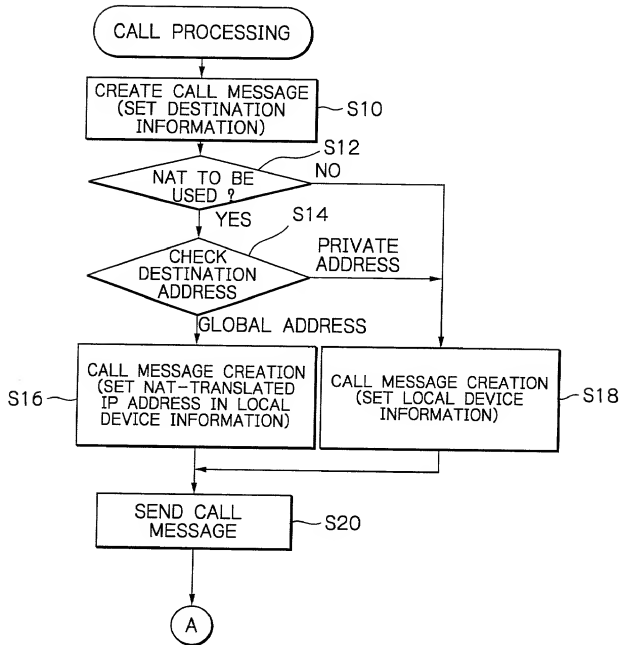 CALL PROCESSING
CREATE CALL MESSAGE
(SET DESTINATION
INFORMATION)
S10
S12
NAT TO BE
USED ?
NO
YES
S14
CHECK
DESTINATION
ADDRESS
PRIVATE
ADDRESS
GLOBAL ADDRESS
S16
CALL MESSAGE CREATION
(SET NAT-TRANSLATED
IP ADDRESS IN LOCAL
DEVICE INFORMATION)
CALL MESSAGE CREATION
(SET LOCAL DEVICE
INFORMATION)
S18
SEND CALL
MESSAGE
S20
A